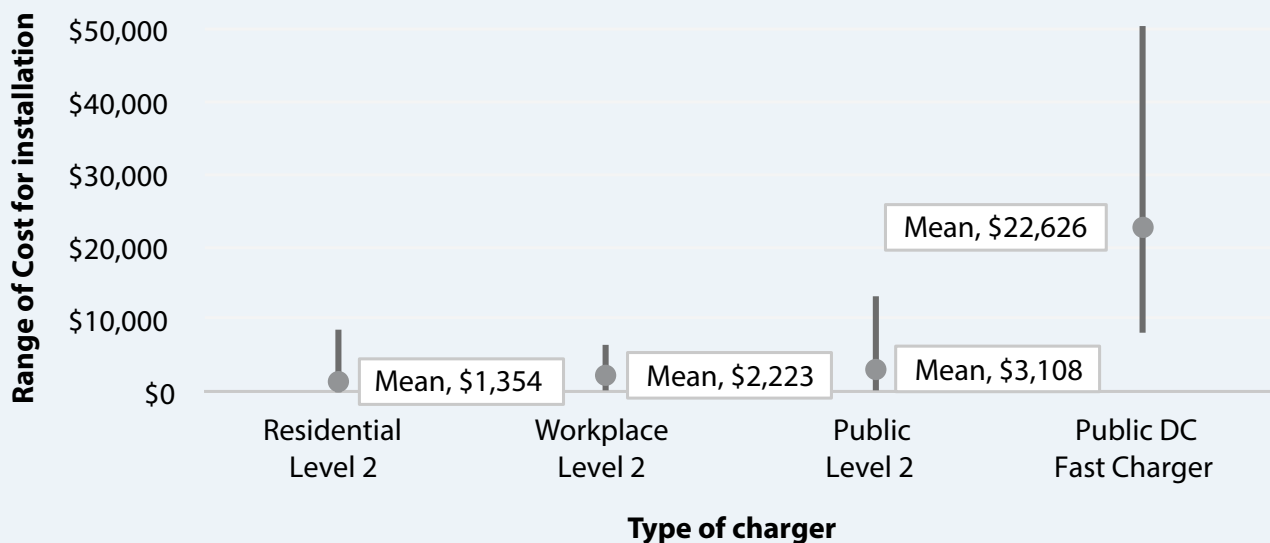 Range of Cost for installation
$50,000
$40,000
$30,000
$20,000
$10,000
$0
Mean, $1,354
Mean, $2,223
Mean, $3,108
Mean, $22,626
Residential
Level 2
Workplace
Level 2
Public
Level 2
Public DC
Fast Charger
Type of charger